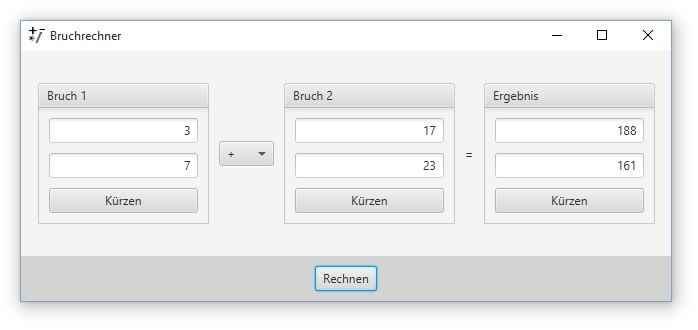 Bruchrechner
Bruch 1
3
7
Kürzen
+
Bruch 2
17
23
Kürzen
=
Ergebnis
188
161
Kürzen
Rechnen